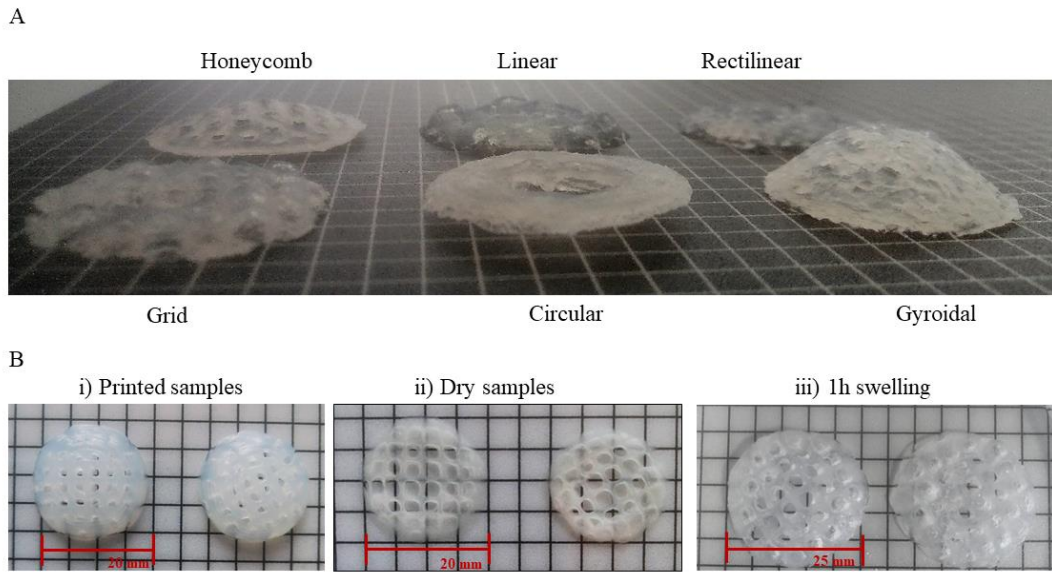 A
Honeycomb Linear Rectilinear
Grid Circular Gyroidal
B
i) Printed samples ii) Dry samples iii) 1h swelling
20 mm 20 mm 25 mm